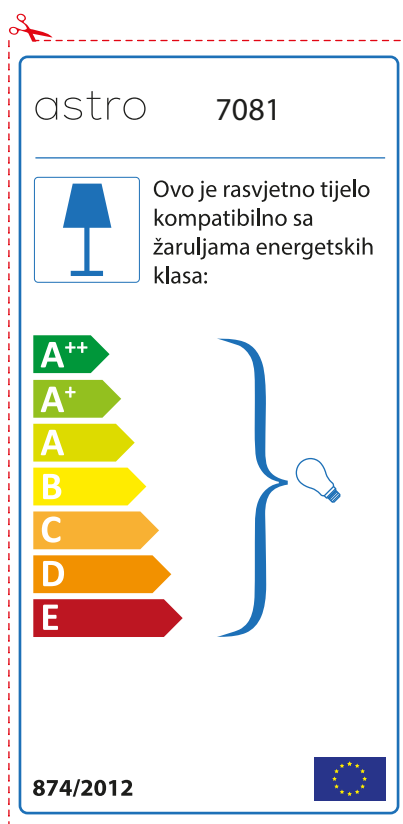 astro 7081
Ovo je rasvjetno tijelo
kompatibilno sa
žaruljama energetskih
klasa:
A++
A+
A
B
C
D
E
874/2012